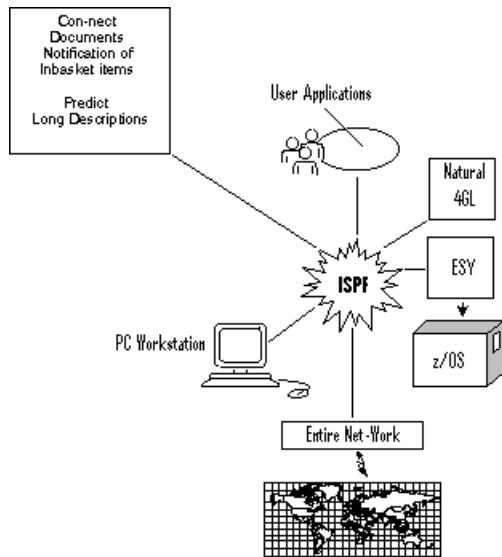 Con-nect
Documents
Notification of
Inbasket items
Predict
Long Descriptions
User Applications
Natural
4GL
ISPF
ESY
PC Workstation
z/OS
Entire Net-Work